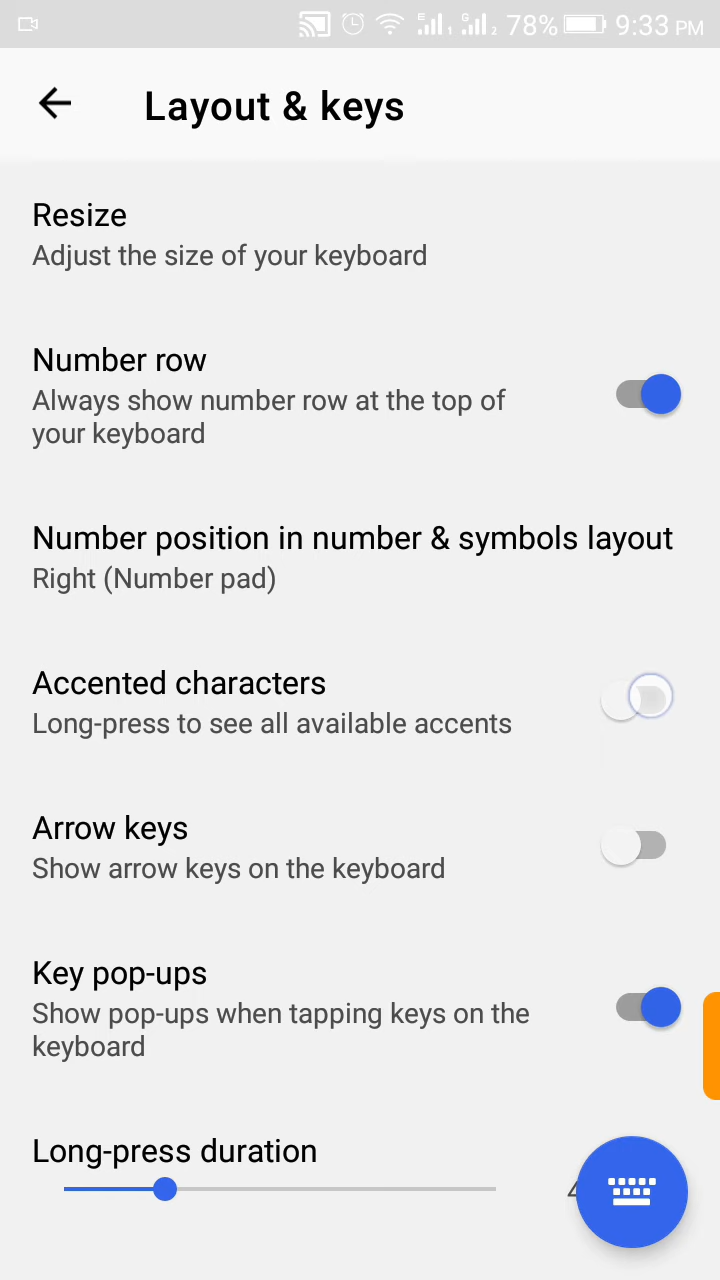 E 1 G 2 78% 9:33 PM
Layout & keys
Resize
Adjust the size of your keyboard
Number row
Always show number row at the top of
your keyboard
Number position in number & symbols layout
Right (Number pad)
Accented characters
Long-press to see all available accents
Arrow keys
Show arrow keys on the keyboard
Key pop-ups
Show pop-ups when tapping keys on the
keyboard
Long-press duration